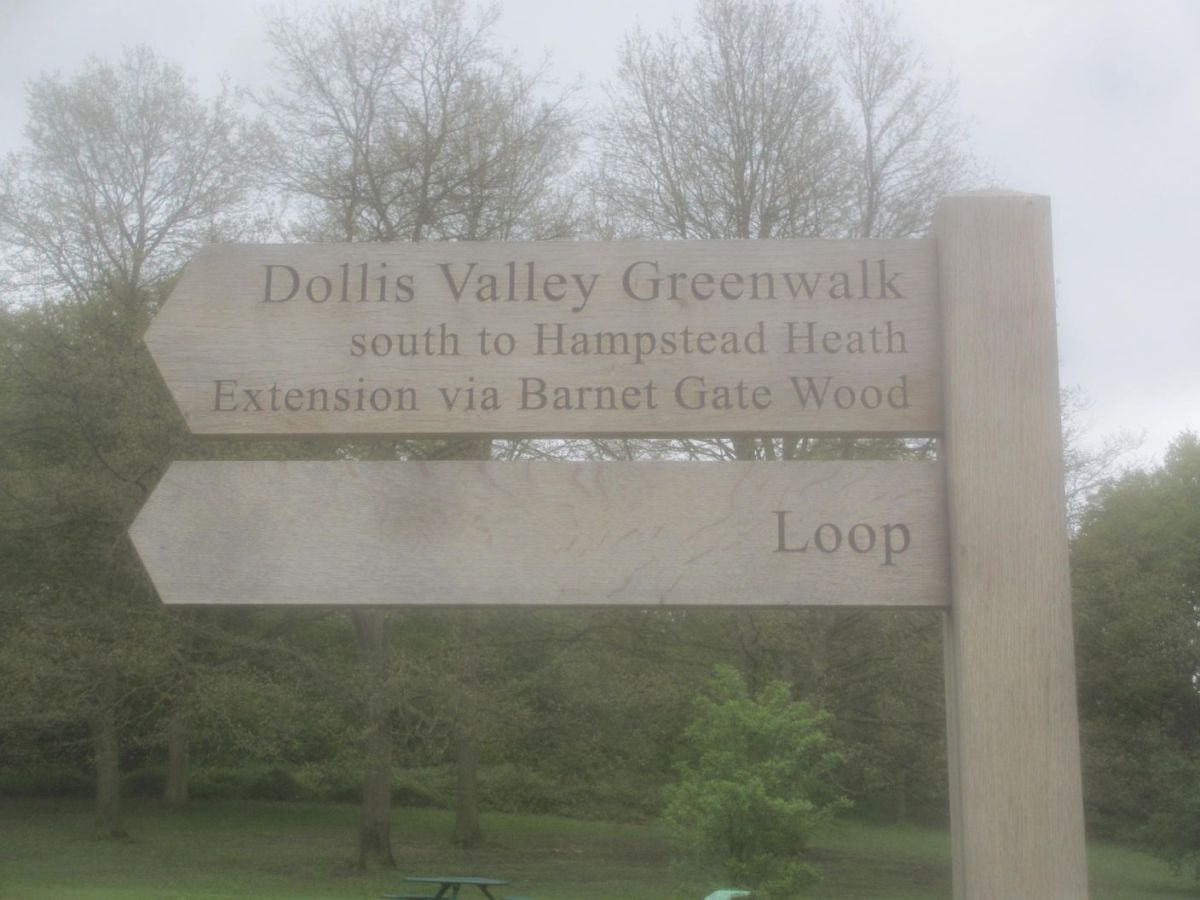 Dollis Valley Greenwalk
south to Hampstead Heath
Extension via Barnet Gate Wood
Loop